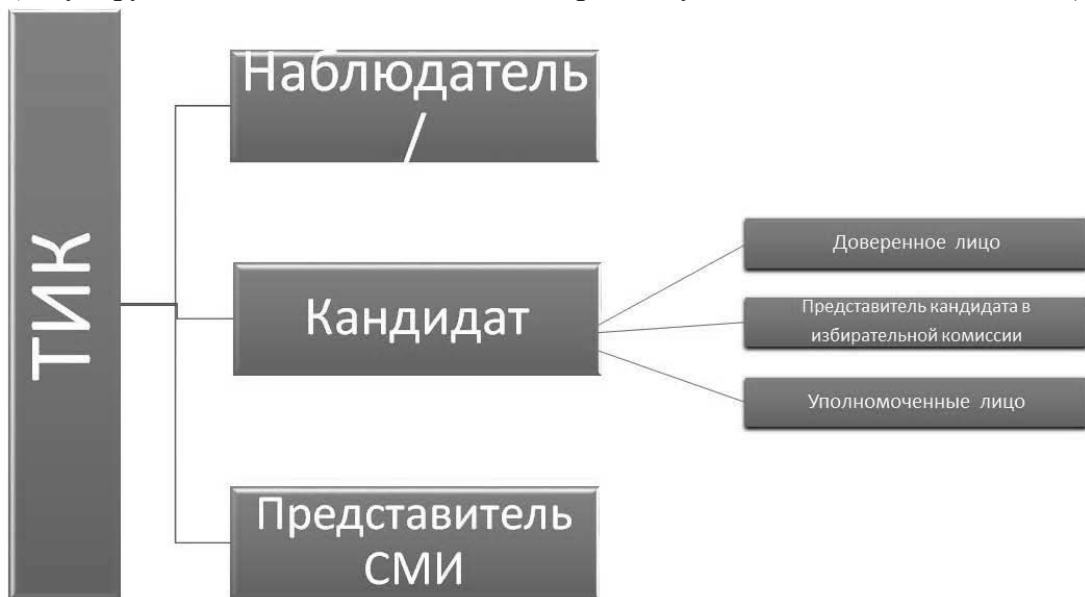 ТИК
Наблюдатель
/
Кандидат
Доверенное лицо
Представитель кандидата в
избирательной комиссии
Уполномоченные лицо
Представитель
СМИ